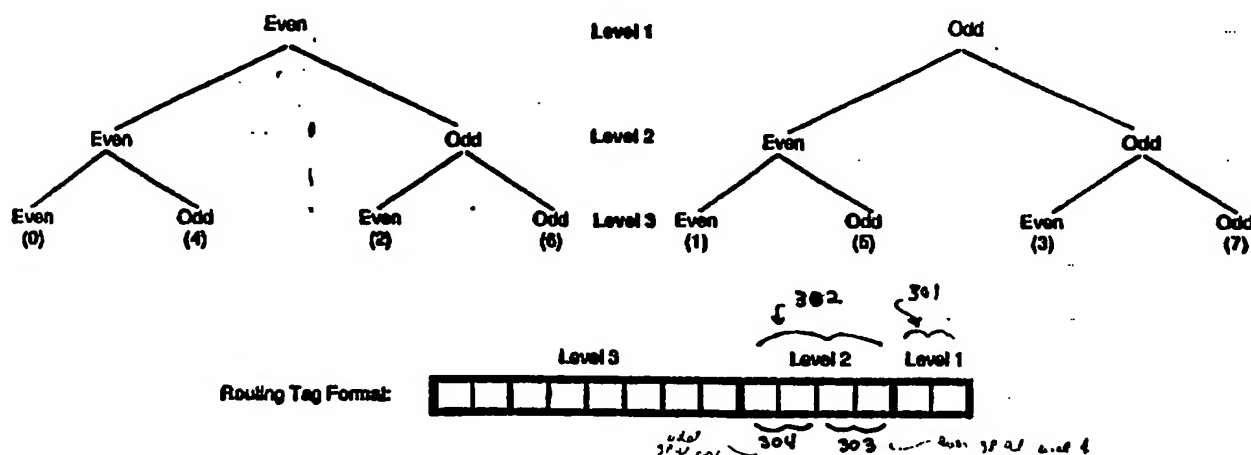 Even Level 1 Odd
Even Odd Level 2 Even Odd
Even Odd Even Odd Level 3 Even Odd Even Odd
(0) (4) (2) (6) (1) (5) (3) (7)
302 301
Level 3 Level 2 Level 1
Routing Tag Format:
304 303